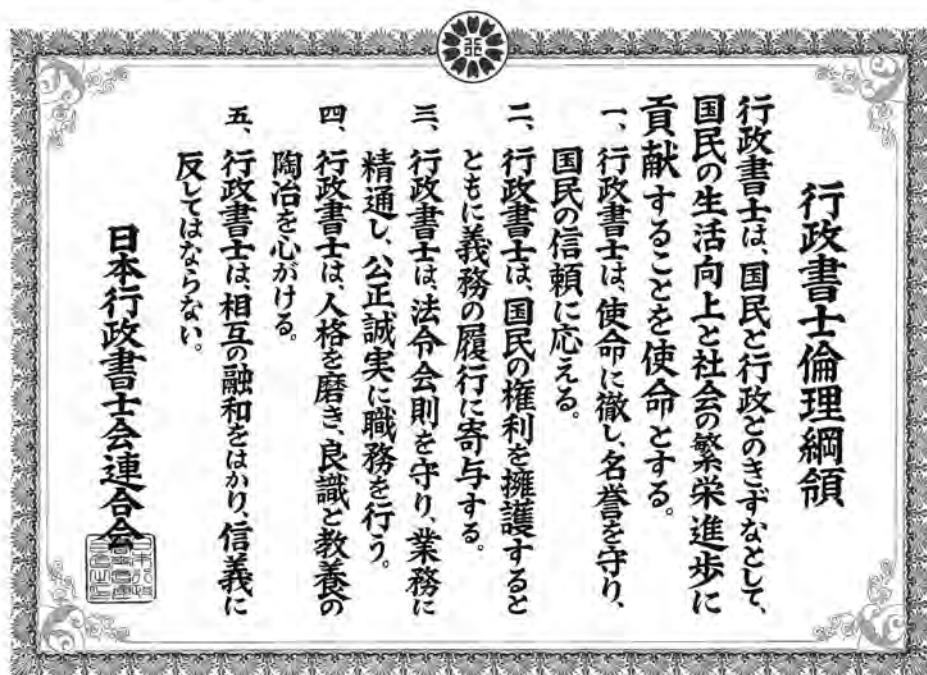 行政書士倫理綱領
行政書士は、国民と行政とのきずなとして、
国民の生活向上と社会の繁栄進歩に
貢献することを使命とする。
一、行政書士は、使命に徹し、名誉を守り、
国民の信頼に応える。
二、行政書士は、国民の権利を擁護すると
ともに義務の履行に寄与する。
三、行政書士は、法令会則を守り、業務に
精通し、公正誠実に職務を行う。
四、行政書士は、人格を磨き、良識と教養の
陶冶を心がける。
五、行政書士は、相互の融和をはかり、信義に
反してはならない。
日本行政書士会連合会